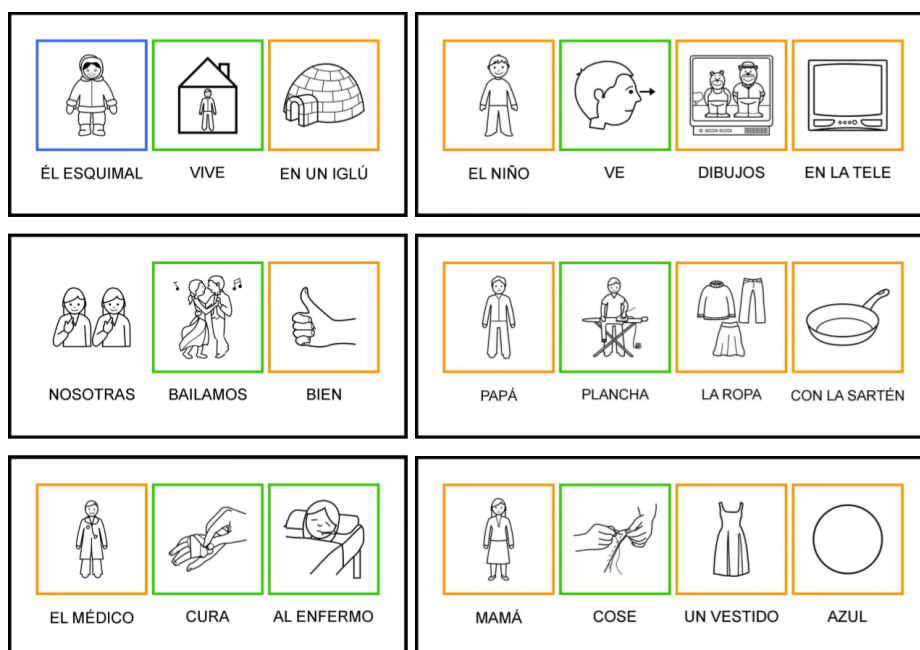 ÉL ESQUIMAL VIVE EN UN IGLÚ
EL NIÑO VE DIBUJOS EN LA TELE
NOSOTRAS BAILAMOS BIEN
PAPÁ PLANCHA LA ROPA CON LA SARTÉN
EL MÉDICO CURA AL ENFERMO
MAMÁ COSE UN VESTIDO AZUL